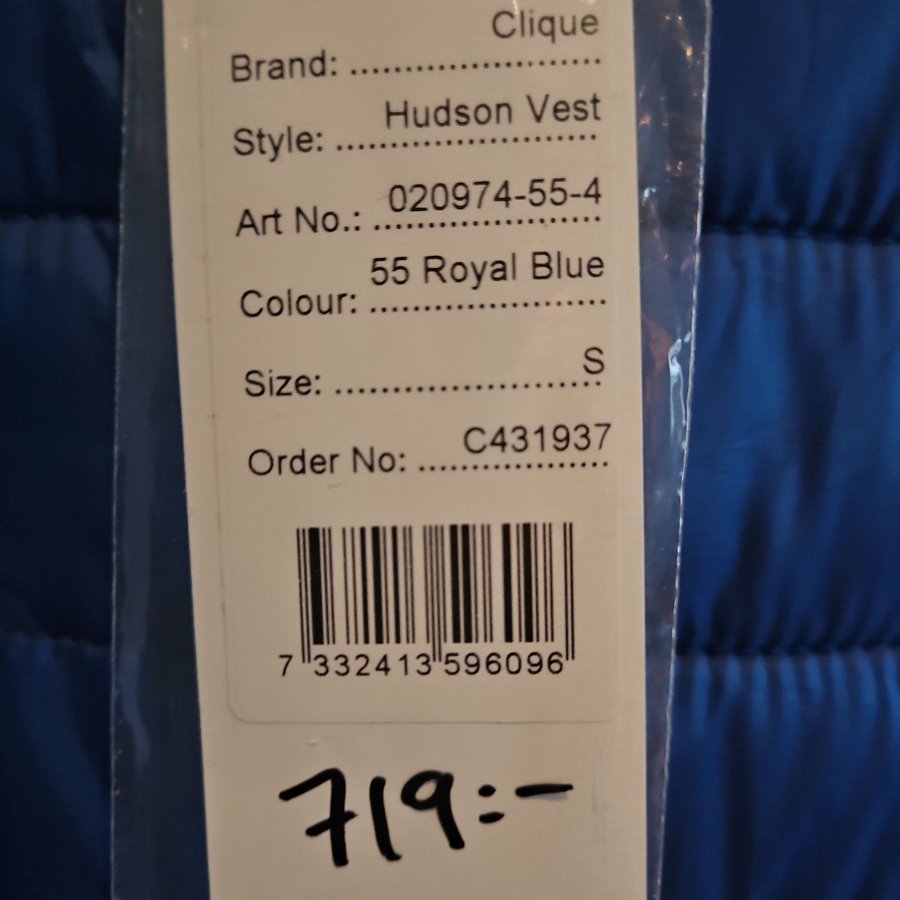 Brand: Clique
Style: Hudson Vest
Art No.: 020974-55-4
Colour: 55 Royal Blue
Size: S
Order No: C431937
7 332413 596096
719:-